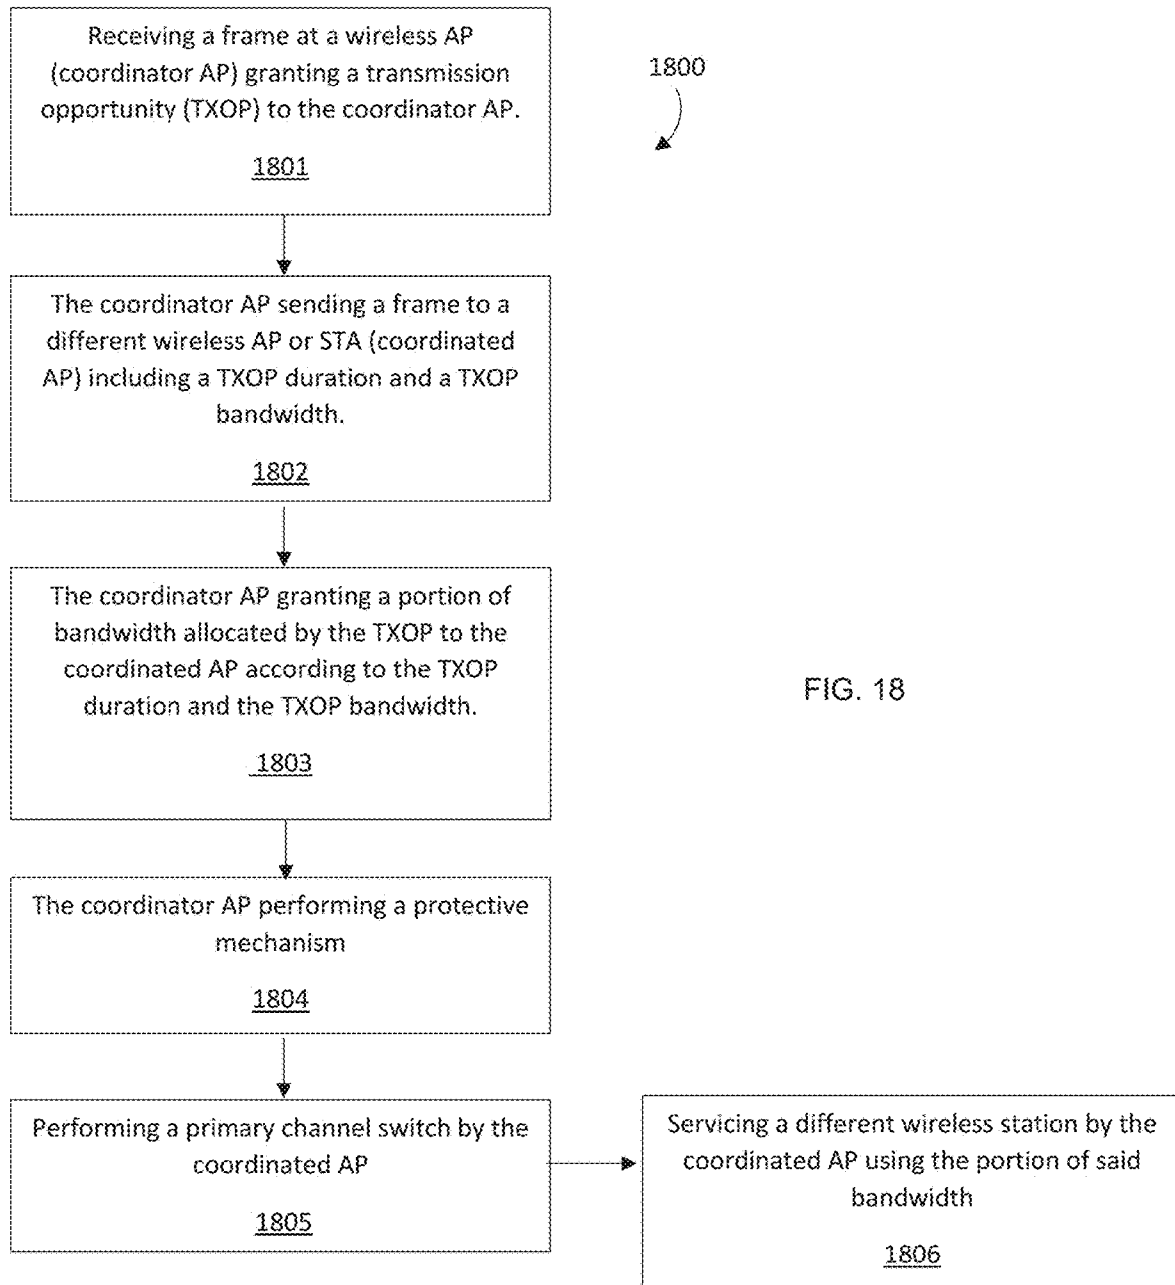 Receiving a frame at a wireless AP
(coordinator AP) granting a transmission
opportunity (TXOP) to the coordinator AP.
1801
1800
The coordinator AP sending a frame to a
different wireless AP or STA (coordinated
AP) including a TXOP duration and a TXOP
bandwidth.
1802
The coordinator AP granting a portion of
bandwidth allocated by the TXOP to the
coordinated AP according to the TXOP
duration and the TXOP bandwidth.
1803
FIG. 18
The coordinator AP performing a protective
mechanism
1804
Performing a primary channel switch by the
coordinated AP
1805
Servicing a different wireless station by the
coordinated AP using the portion of said
bandwidth
1806